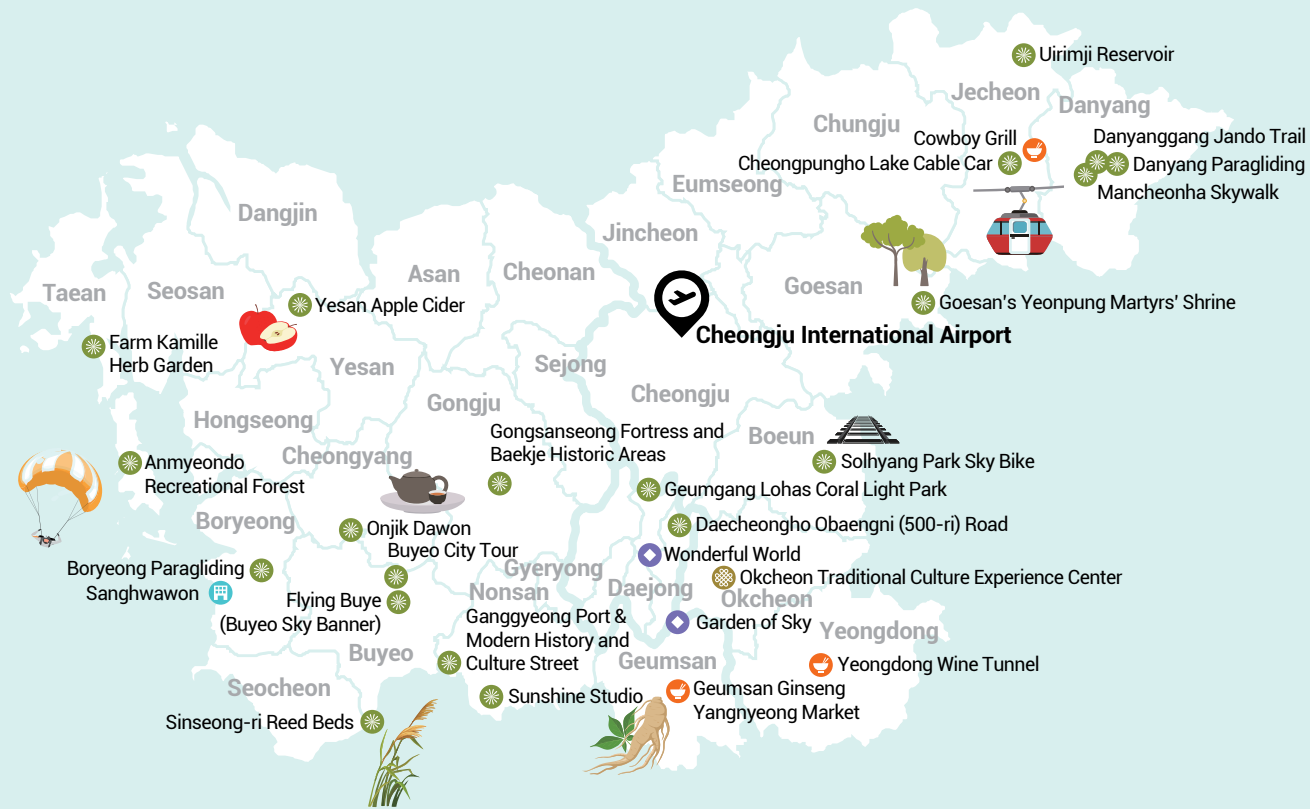 Uirimji Reservoir
Jecheon
Danyang
Chungju
Cowboy Grill
Danyanggang Jando Trail
Cheongpungho Lake Cable Car
Danyang Paragliding
Mancheonha Skywalk
Eumseong
Dangjin
Jincheon
Asan
Cheonan
Goesan
Taean
Seosan
Yesan Apple Cider
Goesan's Yeonpung Martyrs' Shrine
Cheongju International Airport
Farm Kamille
Herb Garden
Yesan
Sejong
Cheongju
Gongju
Hongseong
Gongsanseong Fortress and
Baekje Historic Areas
Boeun
Cheongyang
Anmyeondo
Recreational Forest
Solhyang Park Sky Bike
Geumgang Lohas Coral Light Park
Boryeong
Onjik Dawon
Buyeo City Tour
Daecheongho Obaengni (500-ri) Road
Wonderful World
Boryeong Paragliding
Sanghwawon
Gyeryong
Okcheon Traditional Culture Experience Center
Nonsan
Daejong
Okcheon
Flying Buye
(Buyeo Sky Banner)
Ganggyeong Port &
Modern History and
Culture Street
Garden of Sky
Yeongdong
Buyeo
Geumsan
Yeongdong Wine Tunnel
Seocheon
Sunshine Studio
Geumsan Ginseng
Yangnyeong Market
Sinseong-ri Reed Beds